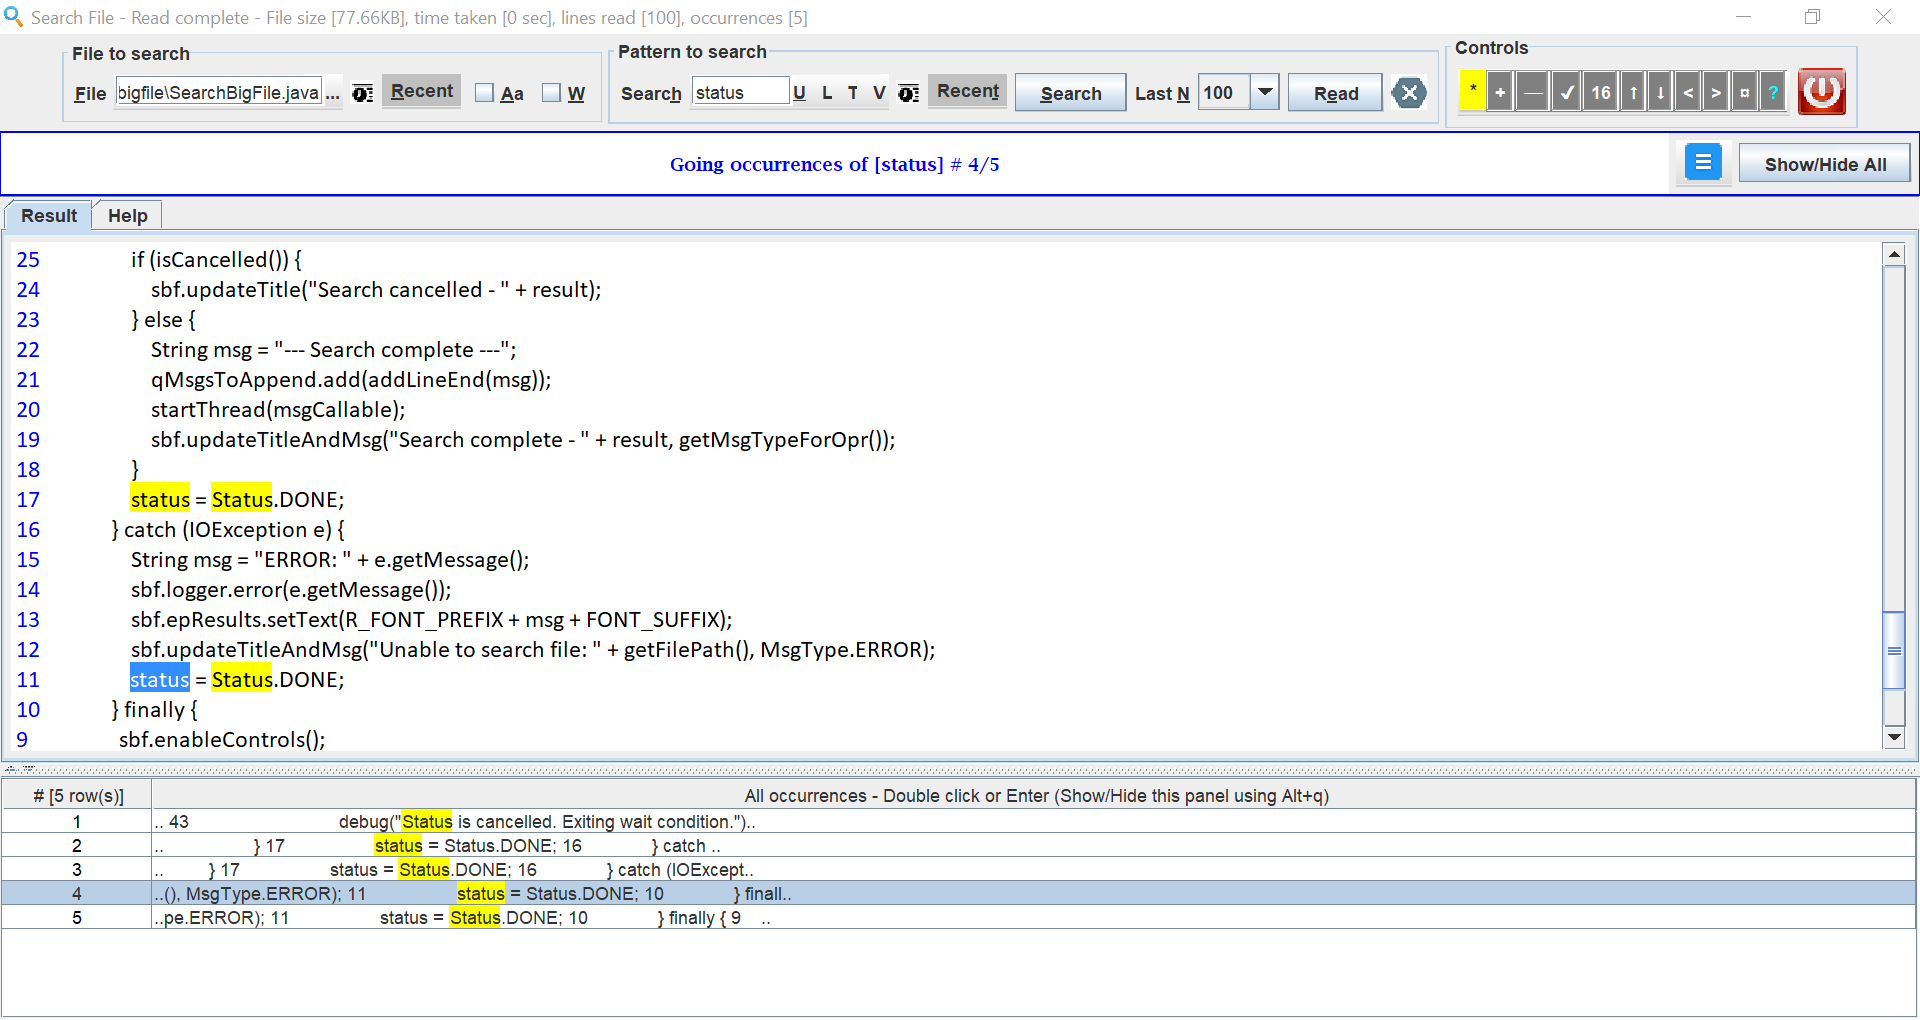 Search File - Read complete - File size [77.66KB], time taken [0 sec], lines read [100], occurrences [5]
File to search
Pattern to search
Controls
File bigfile\SearchBigFile.java ... Recent Aa W
Search status U L T V Recent Search Last N 100 Read
* + — ✓ 16 ↑ ↓ < > ¤ ?
Going occurrences of [status] # 4/5
Show/Hide All
Result Help
25 if (isCancelled()) {
24 sbf.updateTitle("Search cancelled - " + result);
23 } else {
22 String msg = "--- Search complete ---";
21 qMsgsToAppend.add(addLineEnd(msg));
20 startThread(msgCallable);
19 sbf.updateTitleAndMsg("Search complete - " + result, getMsgTypeForOpr());
18 }
17 status = Status.DONE;
16 } catch (IOException e) {
15 String msg = "ERROR: " + e.getMessage();
14 sbf.logger.error(e.getMessage());
13 sbf.epResults.setText(R_FONT_PREFIX + msg + FONT_SUFFIX);
12 sbf.updateTitleAndMsg("Unable to search file: " + getFilePath(), MsgType.ERROR);
11 status = Status.DONE;
10 } finally {
9 sbf.enableControls();
# [5 row(s)] All occurrences - Double click or Enter (Show/Hide this panel using Alt+q)
1 .. 43 debug("Status is cancelled. Exiting wait condition.")..
2 .. } 17 status = Status.DONE; 16 } catch ..
3 .. } 17 status = Status.DONE; 16 } catch (IOExcept..
4 ..(), MsgType.ERROR); 11 status = Status.DONE; 10 } finall..
5 ..pe.ERROR); 11 status = Status.DONE; 10 } finally { 9 ..